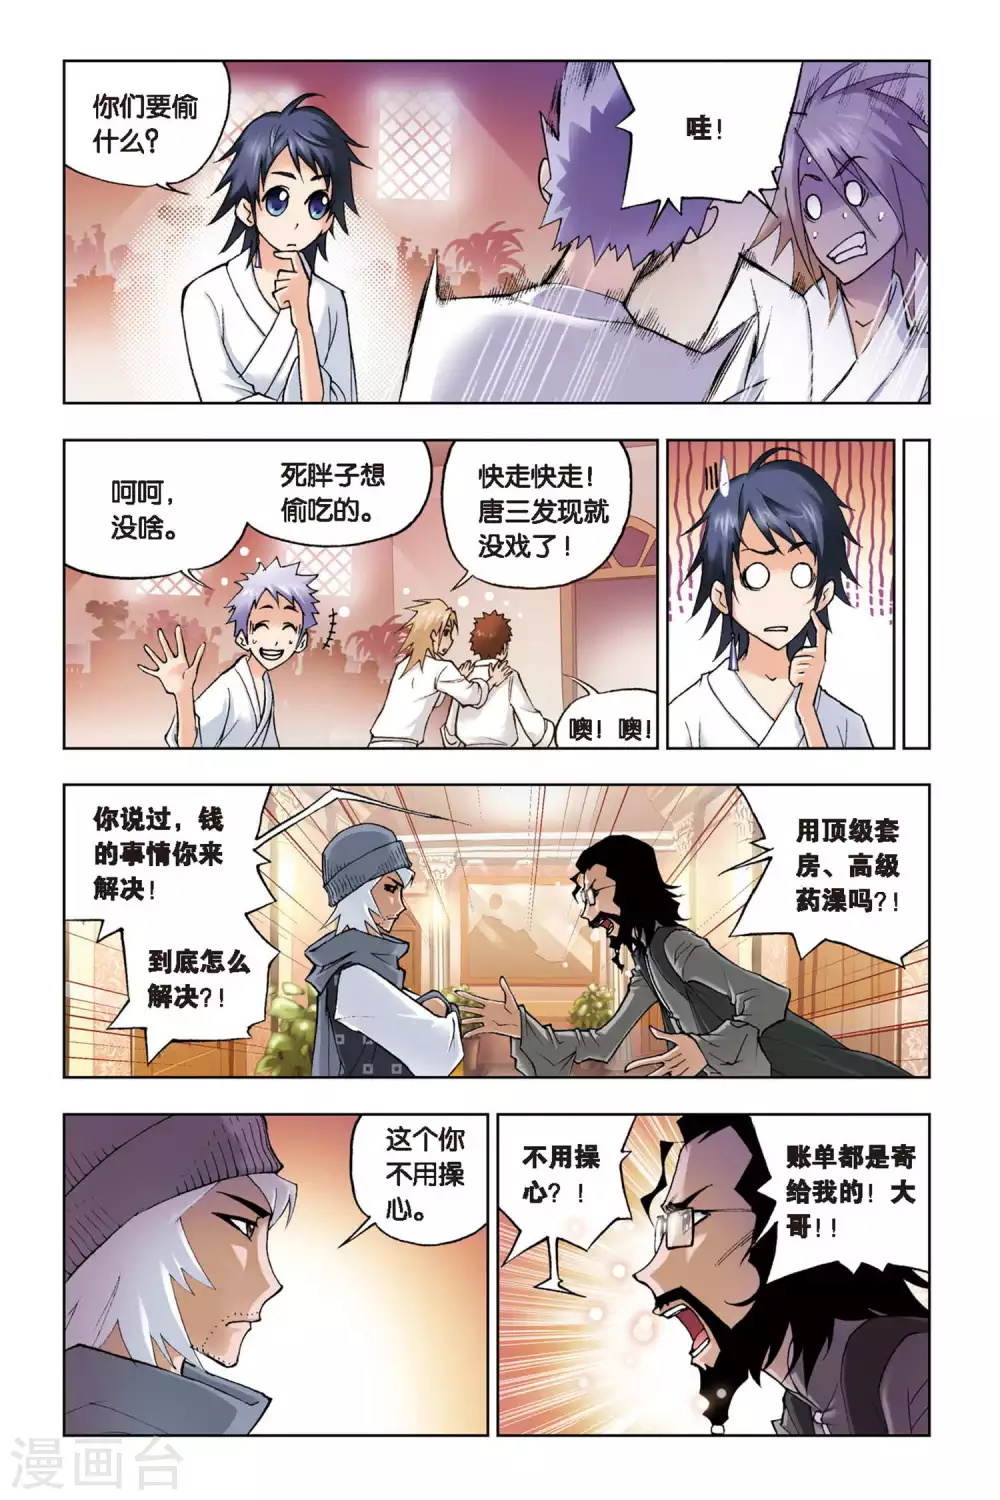 你们要偷
什么?
哇!
呵呵,
没啥。
死胖子想
偷吃的。
快走快走!
唐三发现就
没戏了!
噢! 噢!
你说过, 钱
的事情你来
解决!
到底怎么
解决?!
用顶级套
房、高级
药澡吗?!
这个你
不用操
心。
不用操
心? !
账单都是寄
给我的! 大
哥!!
漫画台